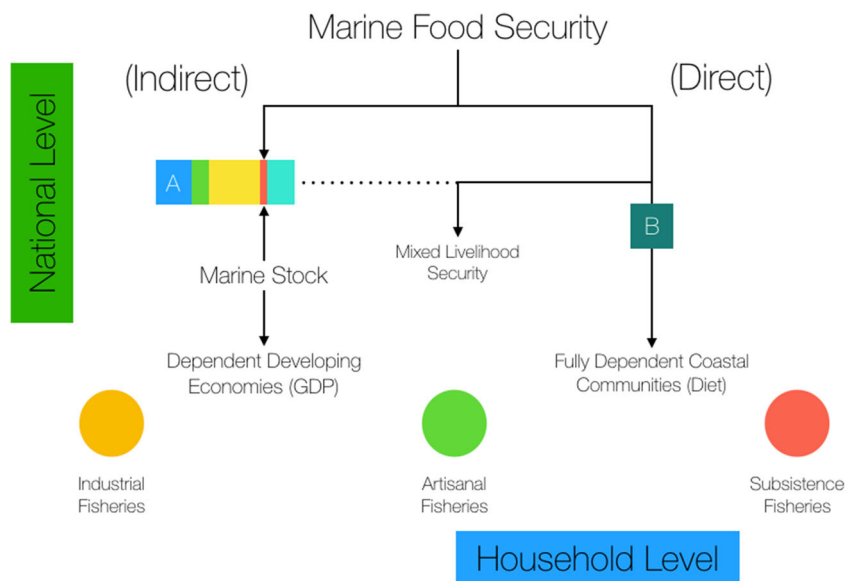 Marine Food Security
(Indirect)
(Direct)
National Level
A
B
Mixed Livelihood
Security
Marine Stock
Dependent Developing
Economies (GDP)
Fully Dependent Coastal
Communities (Diet)
Industrial
Fisheries
Artisanal
Fisheries
Subsistence
Fisheries
Household Level